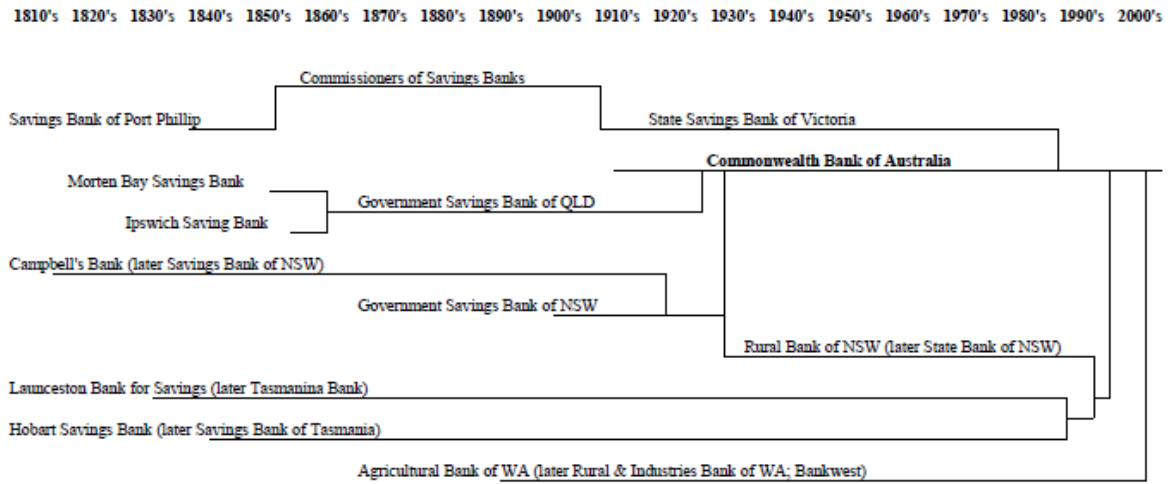 1810's 1820's 1830's 1840's 1850's 1860's 1870's 1880's 1890's 1900's 1910's 1920's 1930's 1940's 1950's 1960's 1970's 1980's 1990's 2000's
Commissioners of Savings Banks
Savings Bank of Port Phillip
State Savings Bank of Victoria
Commonwealth Bank of Australia
Morten Bay Savings Bank
Government Savings Bank of QLD
Ipswich Saving Bank
Campbell's Bank (later Savings Bank of NSW)
Government Savings Bank of NSW
Rural Bank of NSW (later State Bank of NSW)
Launceston Bank for Savings (later Tasmanina Bank)
Hobart Savings Bank (later Savings Bank of Tasmania)
Agricultural Bank of WA (later Rural & Industries Bank of WA; Bankwest)